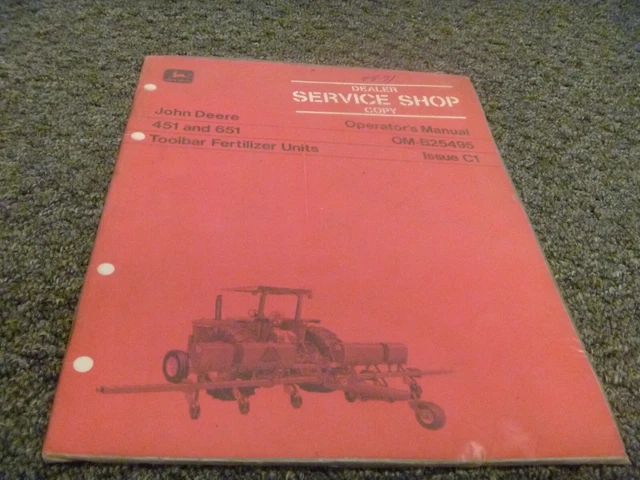 DEALER
SERVICE SHOP
COPY
John Deere
451 and 651
Toolbar Fertilizer Units
Operator's Manual
OM-B25495
Issue C1